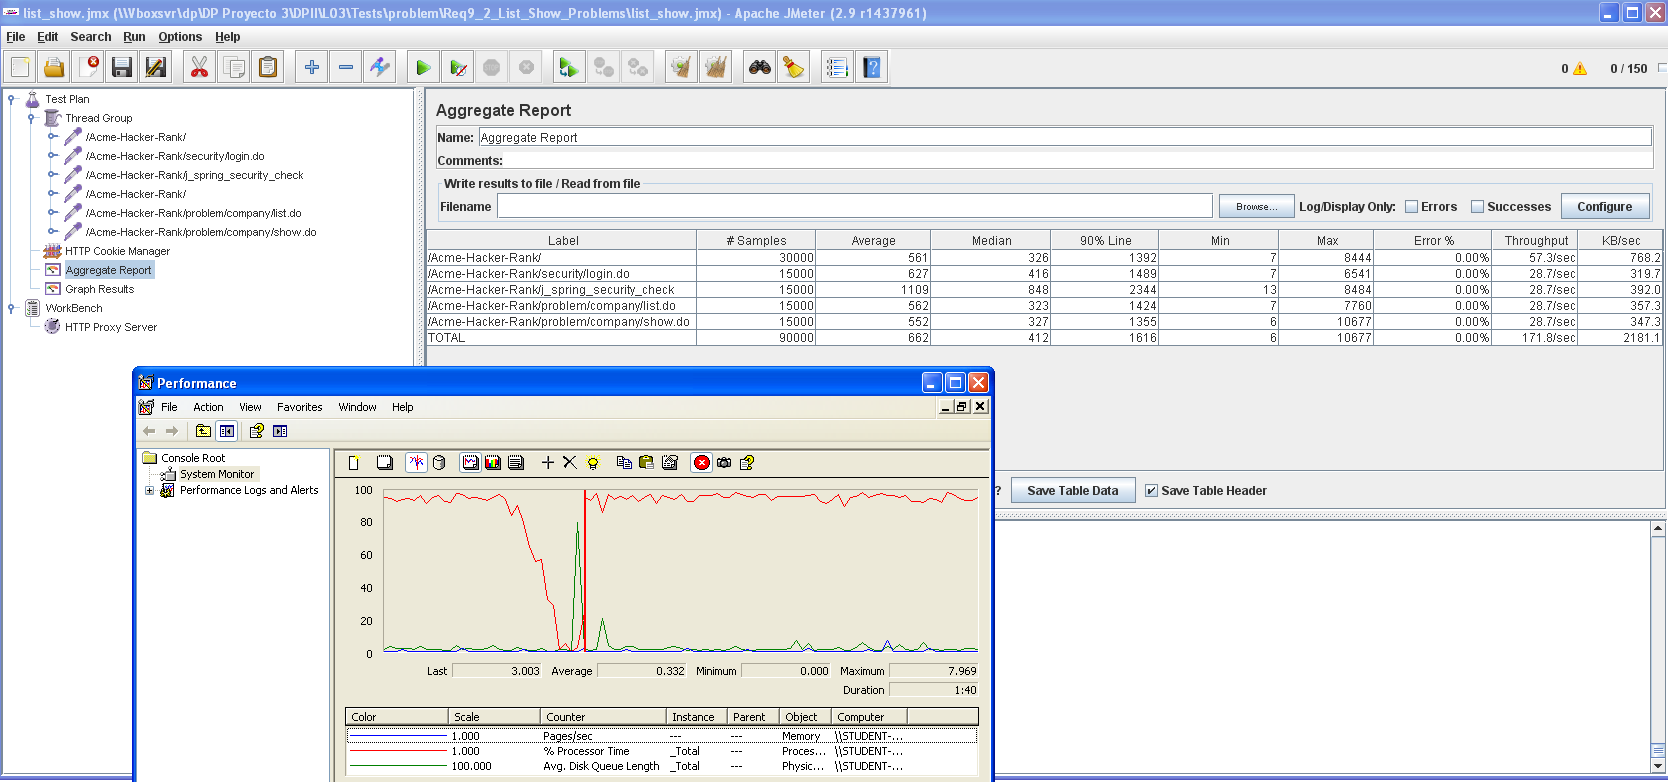 list_show.jmx (\\Vboxsvr\dp\DP Proyecto 3\DPII\L03\Tests\problem\Req9_2_List_Show_Problems\list_show.jmx) - Apache JMeter (2.9 r1437961)
File Edit Search Run Options Help
0 0 / 150
Test Plan
Thread Group
/Acme-Hacker-Rank/
/Acme-Hacker-Rank/security/login.do
/Acme-Hacker-Rank/j_spring_security_check
/Acme-Hacker-Rank/
/Acme-Hacker-Rank/problem/company/list.do
/Acme-Hacker-Rank/problem/company/show.do
HTTP Cookie Manager
Aggregate Report
Graph Results
WorkBench
HTTP Proxy Server
Aggregate Report
Name: Aggregate Report
Comments:
Write results to file / Read from file
Filename Browse... Log/Display Only: Errors Successes Configure
Label # Samples Average Median 90% Line Min Max Error % Throughput KB/sec
/Acme-Hacker-Rank/ 30000 561 326 1392 7 8444 0.00% 57.3/sec 768.2
/Acme-Hacker-Rank/security/login.do 15000 627 416 1489 7 6541 0.00% 28.7/sec 319.7
/Acme-Hacker-Rank/j_spring_security_check 15000 1109 848 2344 13 8484 0.00% 28.7/sec 392.0
/Acme-Hacker-Rank/problem/company/list.do 15000 562 323 1424 7 7760 0.00% 28.7/sec 357.3
/Acme-Hacker-Rank/problem/company/show.do 15000 552 327 1355 6 10677 0.00% 28.7/sec 347.3
TOTAL 90000 662 412 1616 6 10677 0.00% 171.8/sec 2181.1
? Save Table Data Save Table Header
Performance
File Action View Favorites Window Help
Console Root
System Monitor
Performance Logs and Alerts
100
80
60
40
20
0
Last 3.003 Average 0.332 Minimum 0.000 Maximum 7.969
Duration 1:40
Color Scale Counter Instance Parent Object Computer
1.000 Pages/sec --- --- Memory \\STUDENT-...
1.000 % Processor Time _Total --- Proces... \\STUDENT-...
100.000 Avg. Disk Queue Length _Total --- Physic... \\STUDENT-...